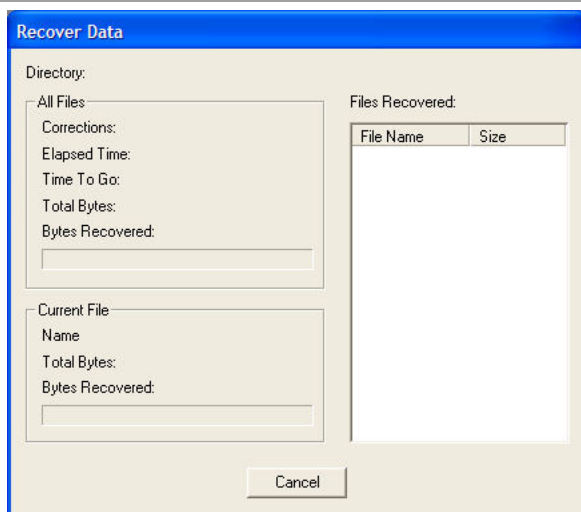 Recover Data
Directory:
All Files
Corrections:
Elapsed Time:
Time To Go:
Total Bytes:
Bytes Recovered:
Current File
Name
Total Bytes:
Bytes Recovered:
Files Recovered:
File Name Size
Cancel